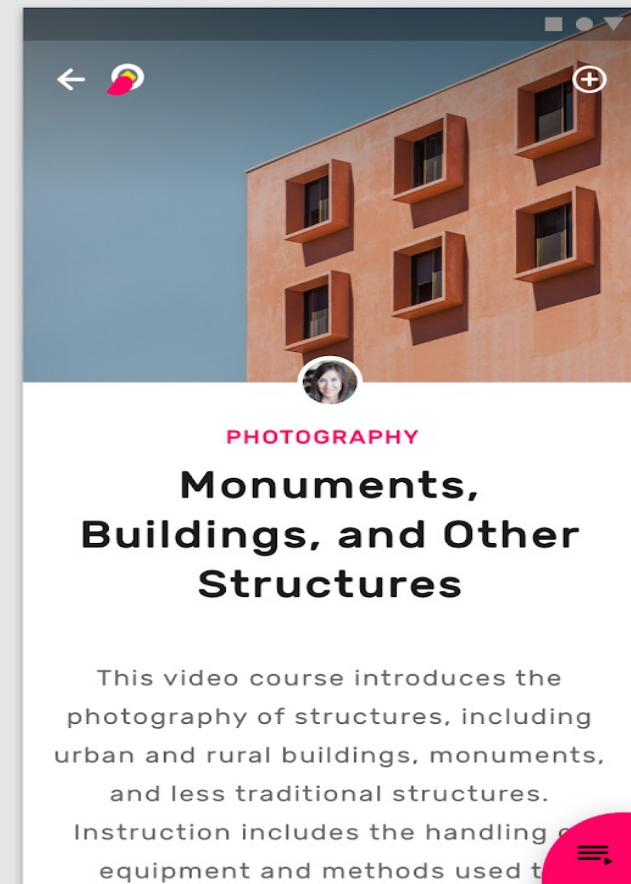 PHOTOGRAPHY
Monuments,
Buildings, and Other
Structures
This video course introduces the
photography of structures, including
urban and rural buildings, monuments,
and less traditional structures.
Instruction includes the handling
equipment and methods used